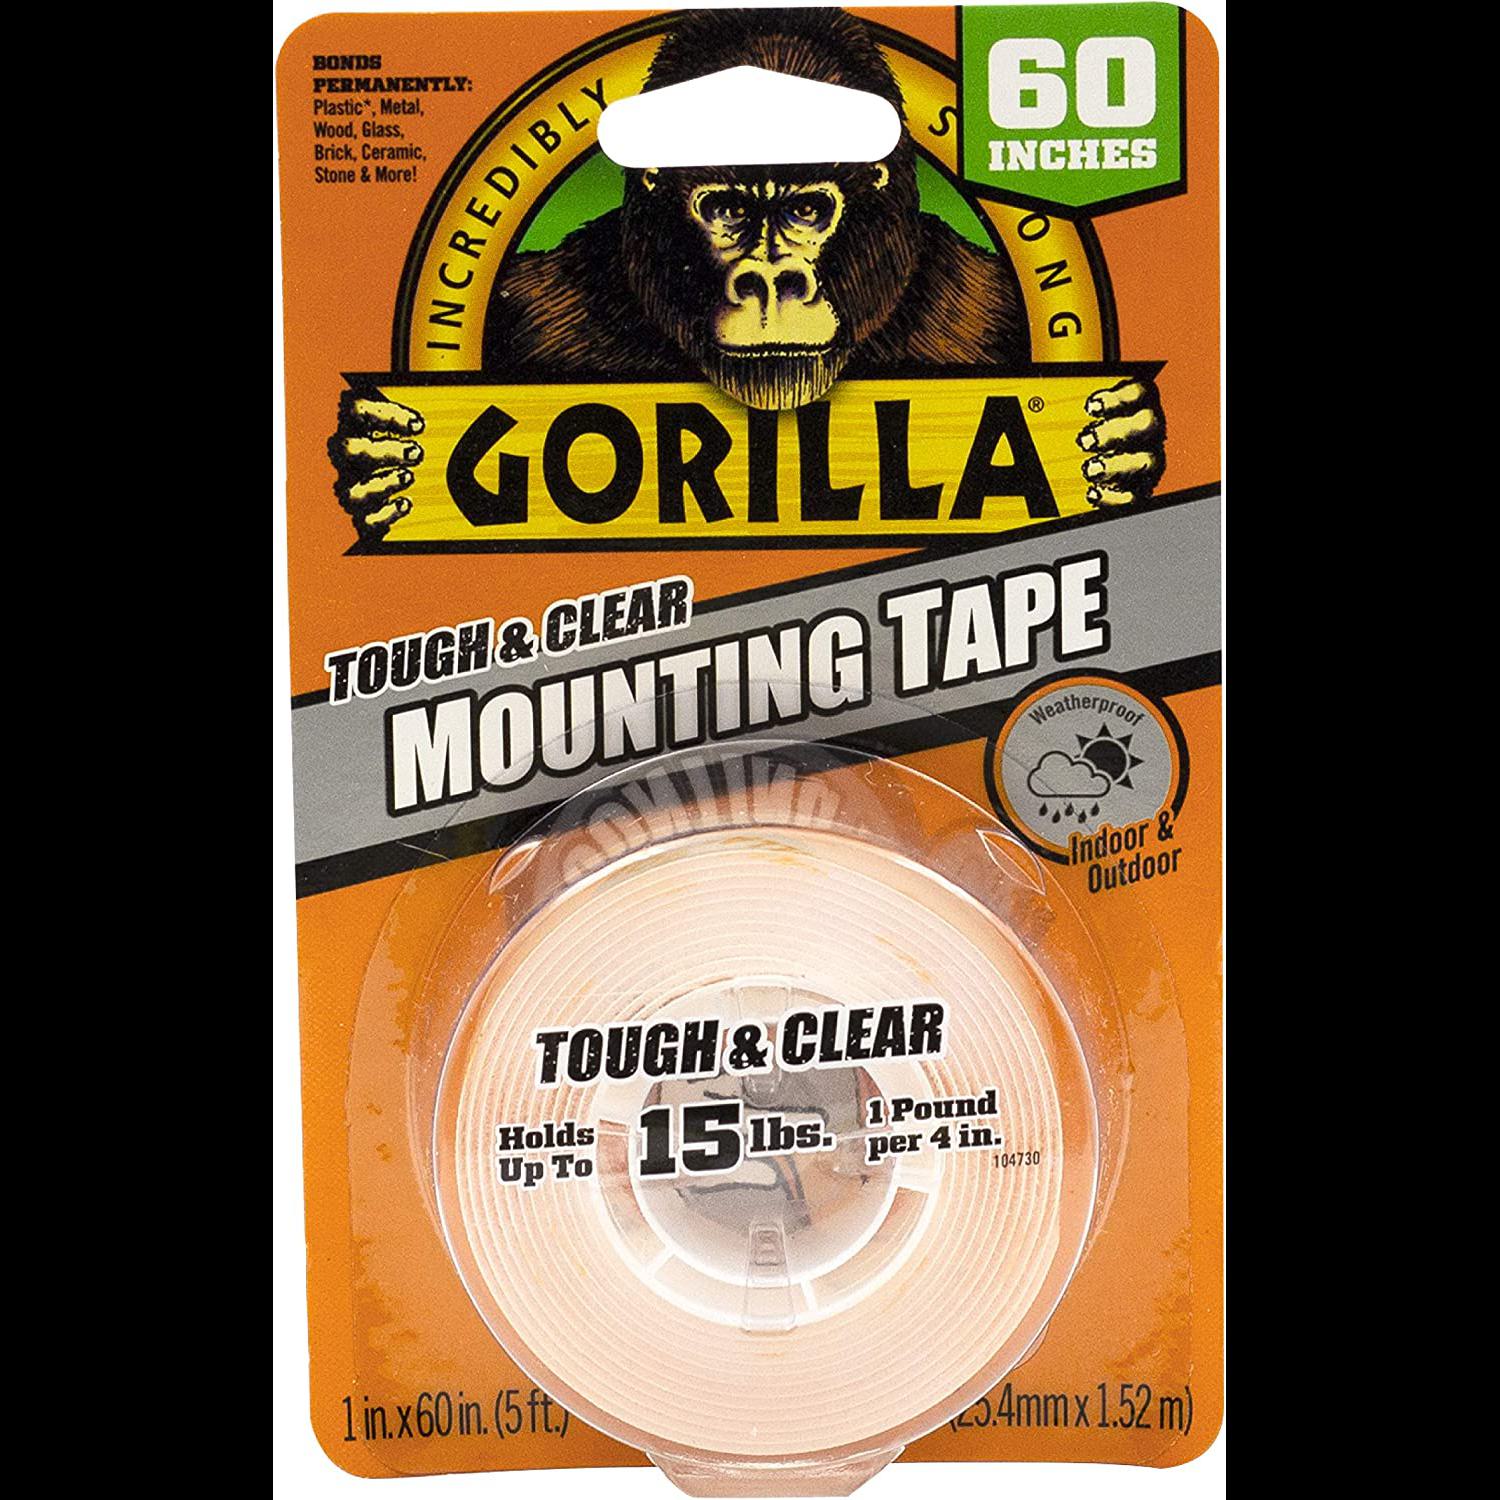 BONDS
PERMANENTLY:
Plastic*, Metal,
Wood, Glass,
Brick, Ceramic,
Stone & More!
INCREDIBLY
60
INCHES
GORILLA®
TOUGH & CLEAR
MOUNTING TAPE
Weatherproof
Indoor &
Outdoor
TOUGH & CLEAR
Holds
Up To
15 lbs.
1 Pound
per 4 in.
104730
1 in. x 60 in. (5 ft.)
(25.4mm x 1.52 m)